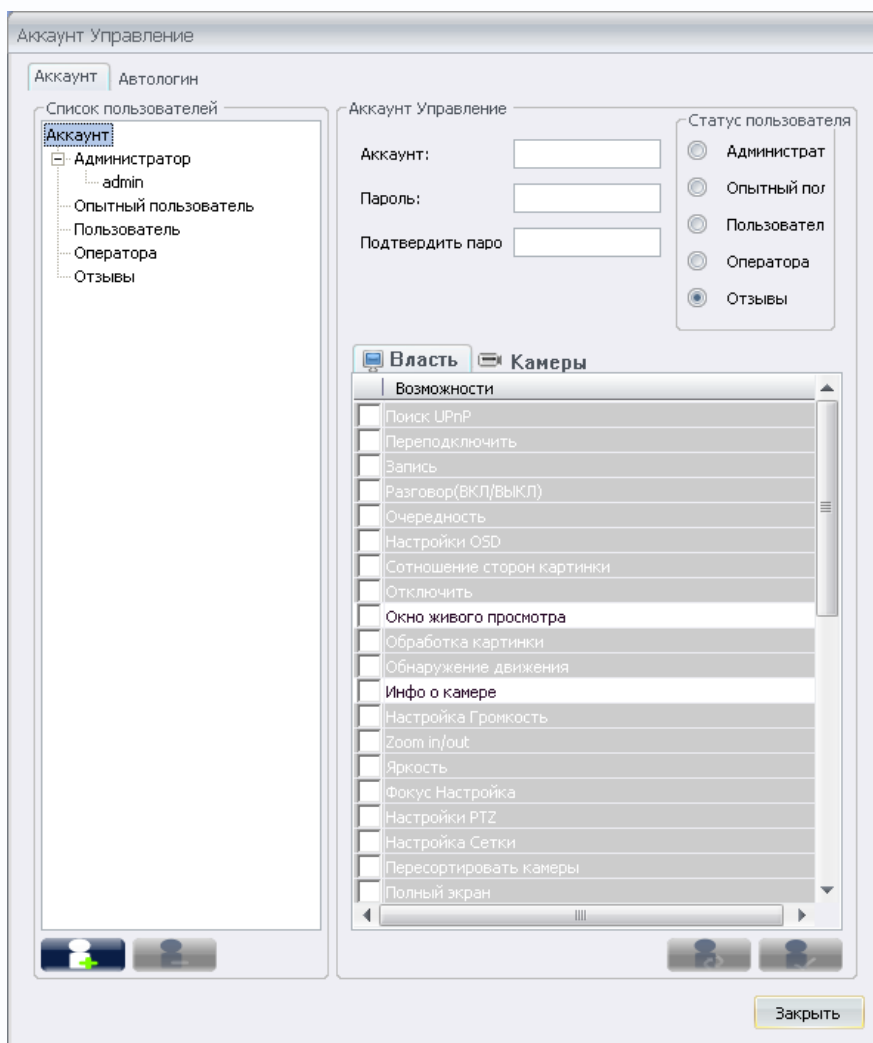 Аккаунт Управление
Аккаунт
Автологин
Список пользователей
Аккаунт
Администратор
admin
Опытный пользователь
Пользователь
Оператора
Отзывы
Аккаунт Управление
Аккаунт:
Пароль:
Подтвердить паро
Статус пользователя
Администрат
Опытный пол
Пользовател
Оператора
Отзывы
Власть
Камеры
Возможности
Поиск UPnP
Переподключить
Запись
Разговор(ВКЛ/ВЫКЛ)
Очередность
Настройки OSD
Сотношение сторон картинки
Отключить
Окно живого просмотра
Обработка картинки
Обнаружение движения
Инфо о камере
Настройка Громкость
Zoom in/out
Яркость
Фокус Настройка
Настройки PTZ
Настройка Сетки
Пересортировать камеры
Полный экран
Закрыть